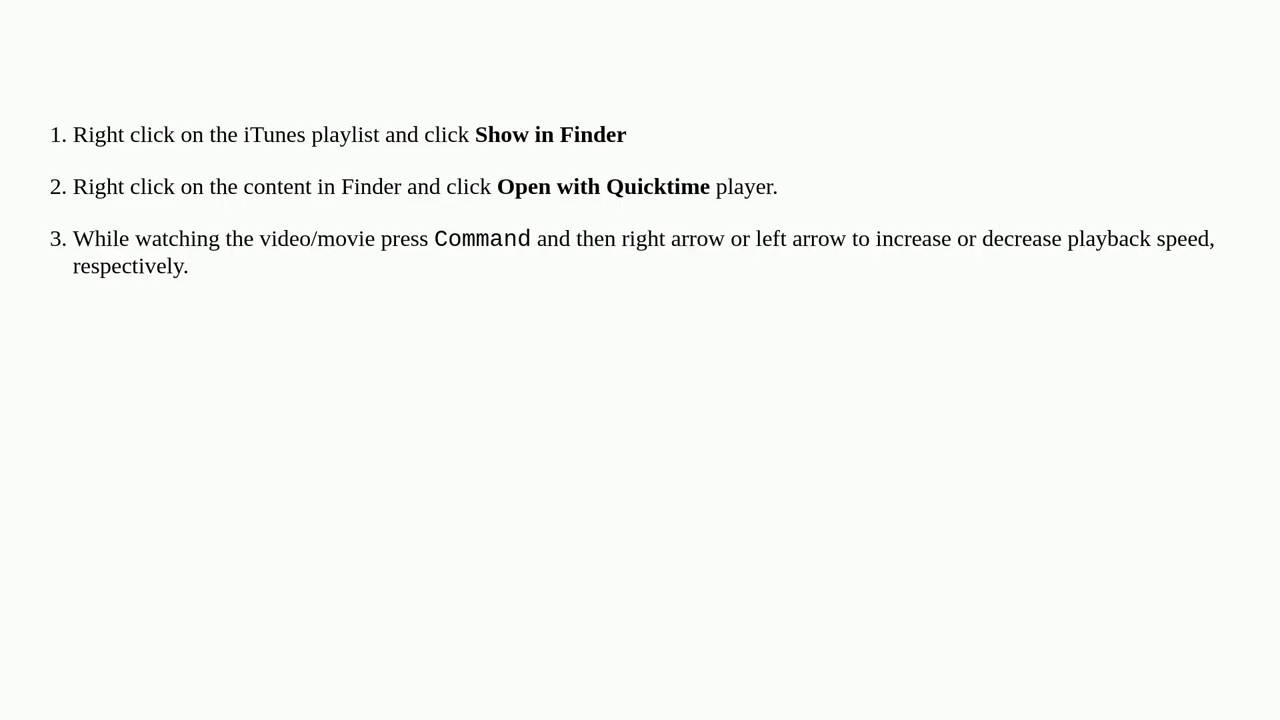 1. Right click on the iTunes playlist and click Show in Finder
2. Right click on the content in Finder and click Open with Quicktime player.
3. While watching the video/movie press Command and then right arrow or left arrow to increase or decrease playback speed,
respectively.